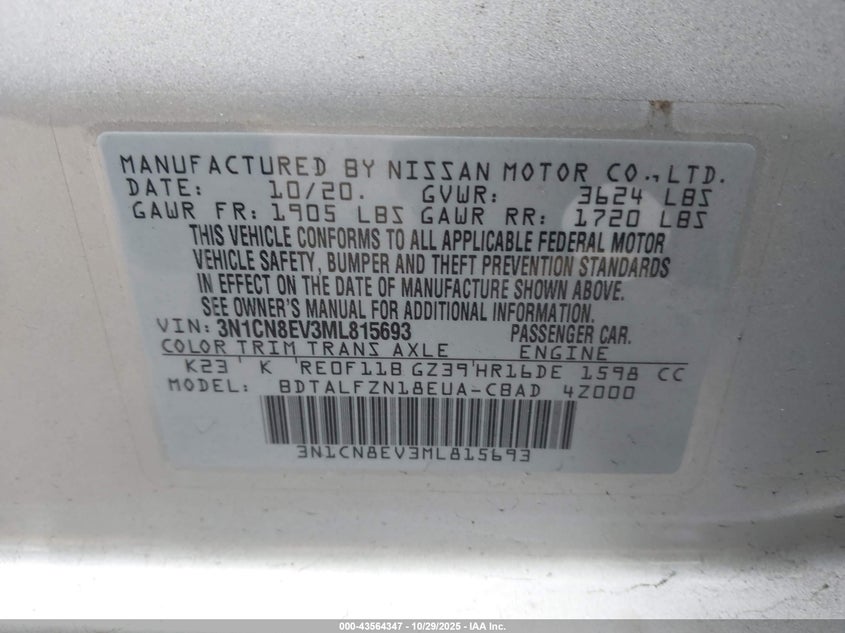 MANUFACTURED BY NISSAN MOTOR CO., LTD.
DATE: 10/20. GVWR: 3624 LBS
GAWR FR: 1905 LBS GAWR RR: 1720 LBS
THIS VEHICLE CONFORMS TO ALL APPLICABLE FEDERAL MOTOR
VEHICLE SAFETY, BUMPER AND THEFT PREVENTION STANDARDS
IN EFFECT ON THE DATE OF MANUFACTURE SHOWN ABOVE.
SEE OWNER'S MANUAL FOR ADDITIONAL INFORMATION.
VIN: 3N1CN8EV3ML815693 PASSENGER CAR.
COLOR TRIM TRANS AXLE ENGINE
K23 K RE0F11B GZ39 HR16DE 1598 CC
MODEL: BDTALFZN18EUA-CBAD 4Z000
3N1CN8EV3ML815693
000-43564347 | 10/29/2025 - IAA Inc.